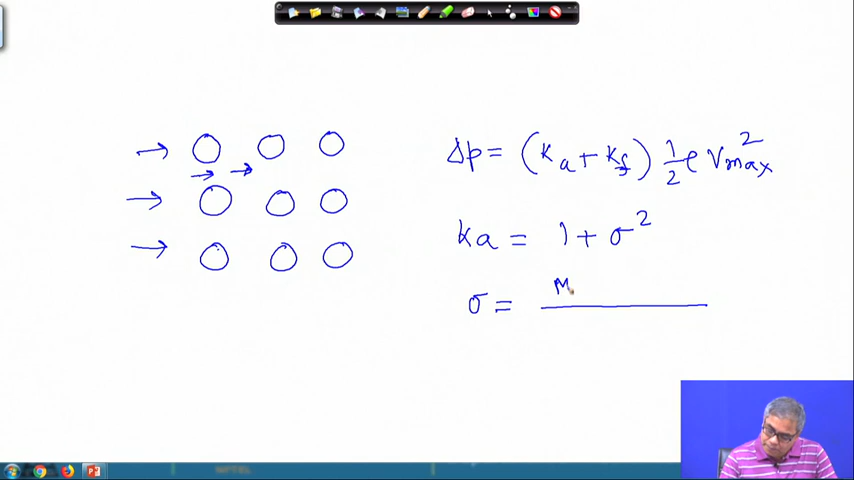 Δp = (Ka + Kf) 1/2 ρ Vmax²
Ka = 1 + σ²
σ = M